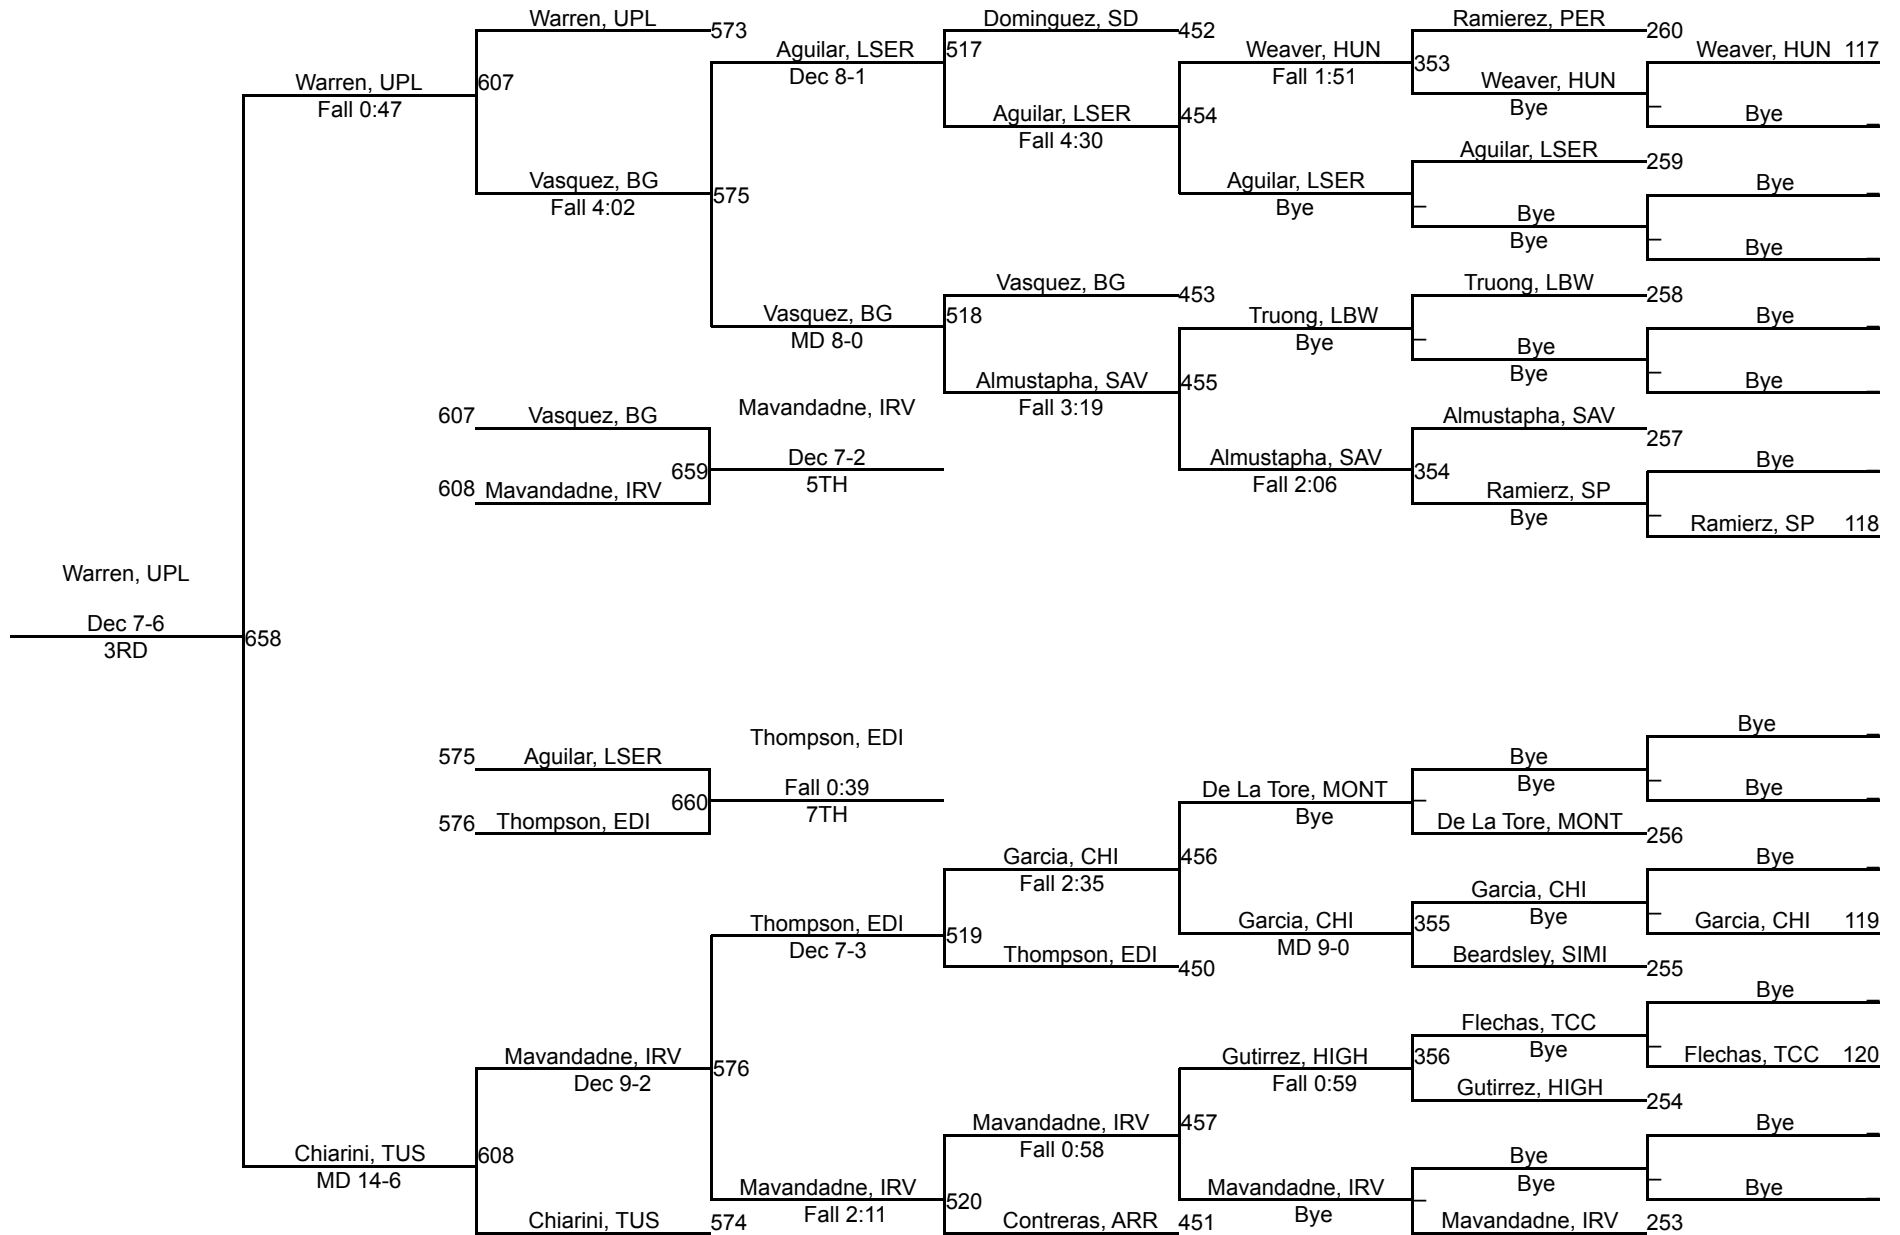 Warren, UPL
573
Dominguez, SD
452
Ramierez, PER
260
Aguilar, LSER
517
Weaver, HUN
Weaver, HUN 117
Dec 8-1
Fall 1:51
353
Warren, UPL
607
Weaver, HUN
Fall 0:47
Bye
Bye
Aguilar, LSER
454
Fall 4:30
Aguilar, LSER
259
Vasquez, BG
575
Aguilar, LSER
Bye
Fall 4:02
Bye
Bye
Bye
Bye
Vasquez, BG
453
Truong, LBW
258
Vasquez, BG
518
Truong, LBW
Bye
MD 8-0
Bye
Bye
Bye
Almustapha, SAV
455
Bye
Fall 3:19
607
Vasquez, BG
Mavandadne, IRV
Almustapha, SAV
257
Dec 7-2
659
5TH
Almustapha, SAV
354
Bye
Fall 2:06
608
Mavandadne, IRV
Ramierz, SP
Bye
Ramierz, SP 118
Warren, UPL
Dec 7-6
658
3RD
Bye
575
Aguilar, LSER
Thompson, EDI
Bye
Bye
Fall 0:39
660
7TH
De La Tore, MONT
Bye
Bye
576
Thompson, EDI
De La Tore, MONT
256
Garcia, CHI
456
Bye
Fall 2:35
Garcia, CHI
Bye
Thompson, EDI
519
Garcia, CHI
355
Garcia, CHI 119
Dec 7-3
MD 9-0
Thompson, EDI
450
Beardsley, SIMI
255
Bye
Flechas, TCC
Bye
Mavandadne, IRV
576
Gutirrez, HIGH
356
Flechas, TCC 120
Dec 9-2
Fall 0:59
Gutirrez, HIGH
254
Mavandadne, IRV
457
Bye
Fall 0:58
Chiarini, TUS
608
Bye
MD 14-6
Bye
Mavandadne, IRV
520
Mavandadne, IRV
Bye
Fall 2:11
Bye
Chiarini, TUS
574
Contreras, ARR
451
Mavandadne, IRV
253